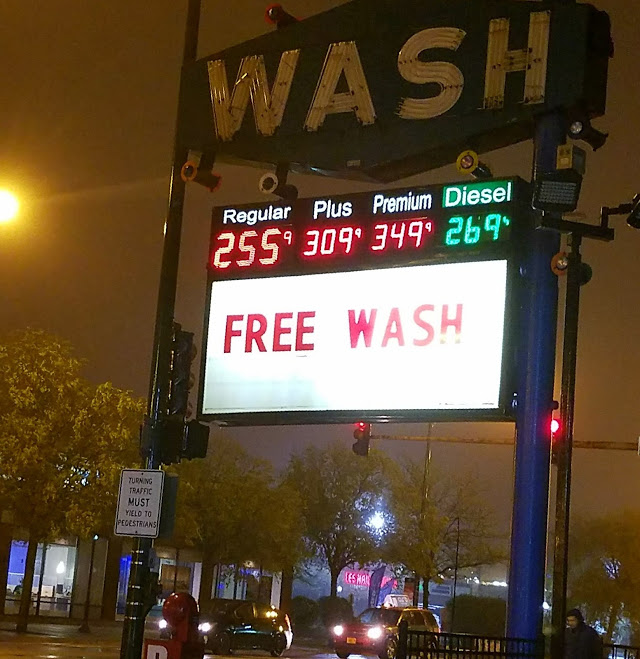 WASH
Regular Plus Premium Diesel
255⁹ 309⁹ 349⁹ 269⁹
FREE WASH
TURNING
TRAFFIC
MUST
YIELD TO
PEDESTRIANS